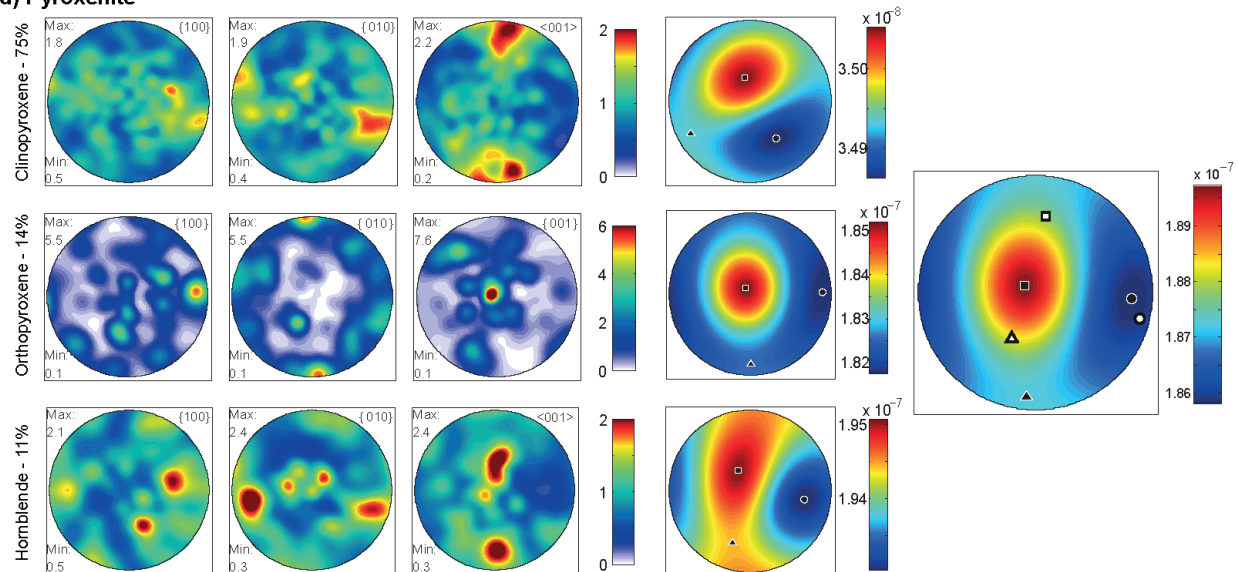 d) Pyroxenite
Clinopyroxene - 75%
Max: {100}
1.8
Min:
0.5
Max: {010}
1.9
Min:
0.4
Max: <001>
2.2
Min:
0.2
2
1
0
x 10⁻⁸
3.50
3.49
Orthopyroxene - 14%
Max: {100}
5.5
Min:
0.1
Max: {010}
5.5
Min:
0.1
Max: {001}
7.6
Min:
0.1
6
4
2
0
x 10⁻⁷
1.85
1.84
1.83
1.82
Hornblende - 11%
Max: {100}
2.1
Min:
0.5
Max: {010}
2.4
Min:
0.3
Max: <001>
2.4
Min:
0.3
2
1
0
x 10⁻⁷
1.95
1.94
x 10⁻⁷
1.89
1.88
1.87
1.86